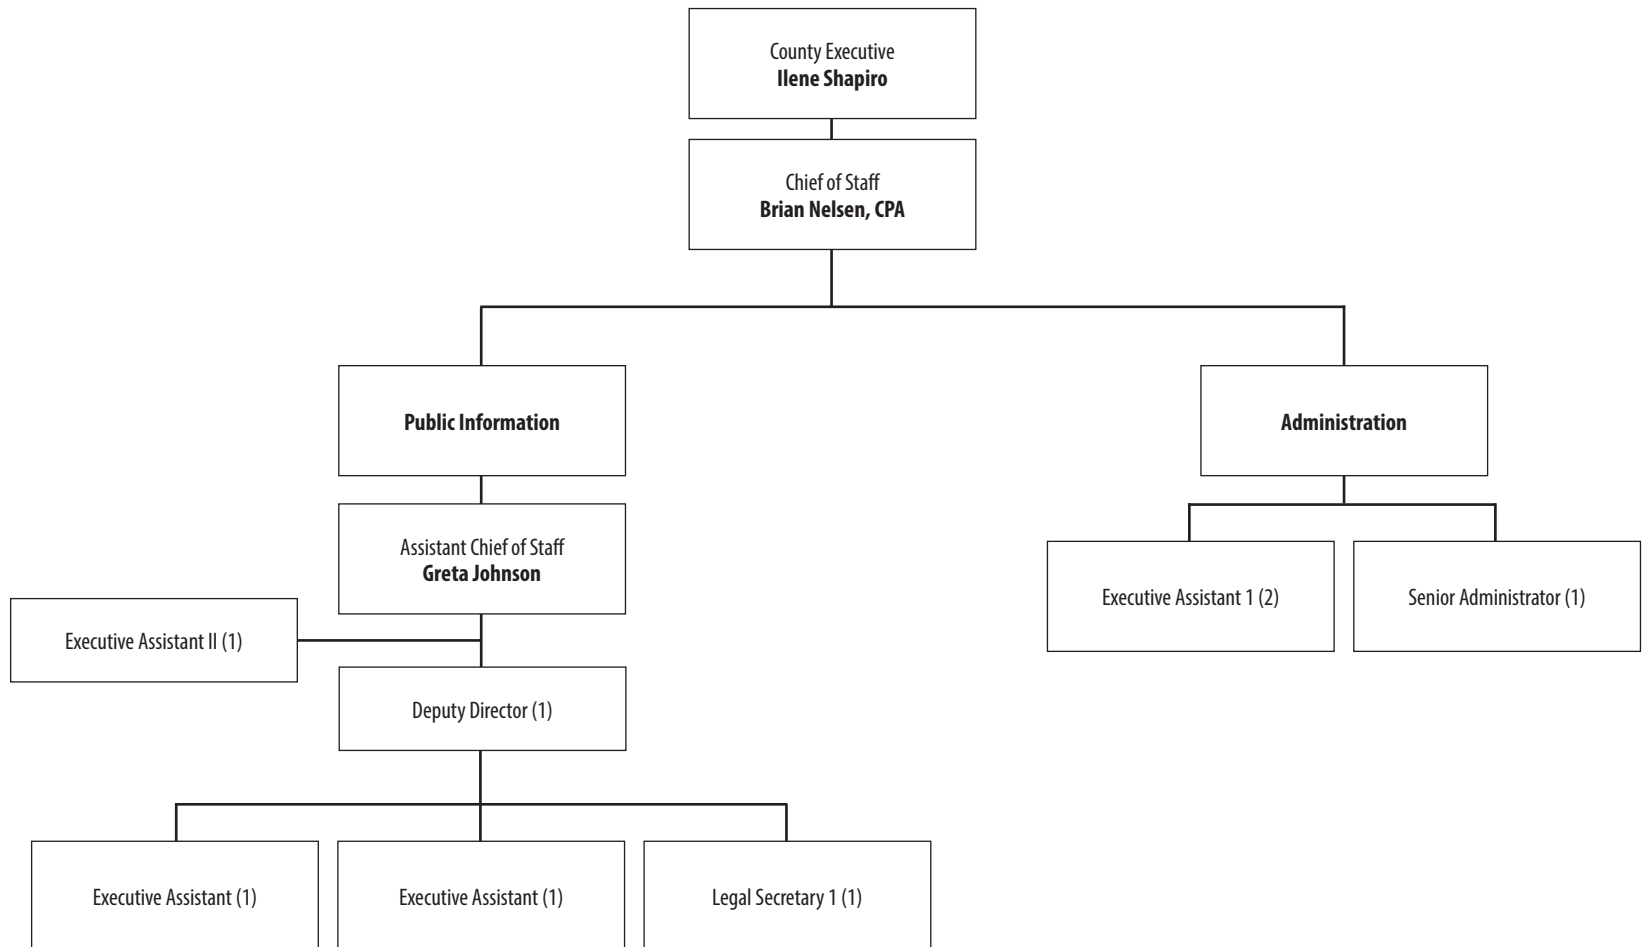 County Executive
Ilene Shapiro
Chief of Staff
Brian Nelsen, CPA
Public Information
Administration
Assistant Chief of Staff
Greta Johnson
Executive Assistant 1 (2)
Senior Administrator (1)
Executive Assistant II (1)
Deputy Director (1)
Executive Assistant (1)
Executive Assistant (1)
Legal Secretary 1 (1)